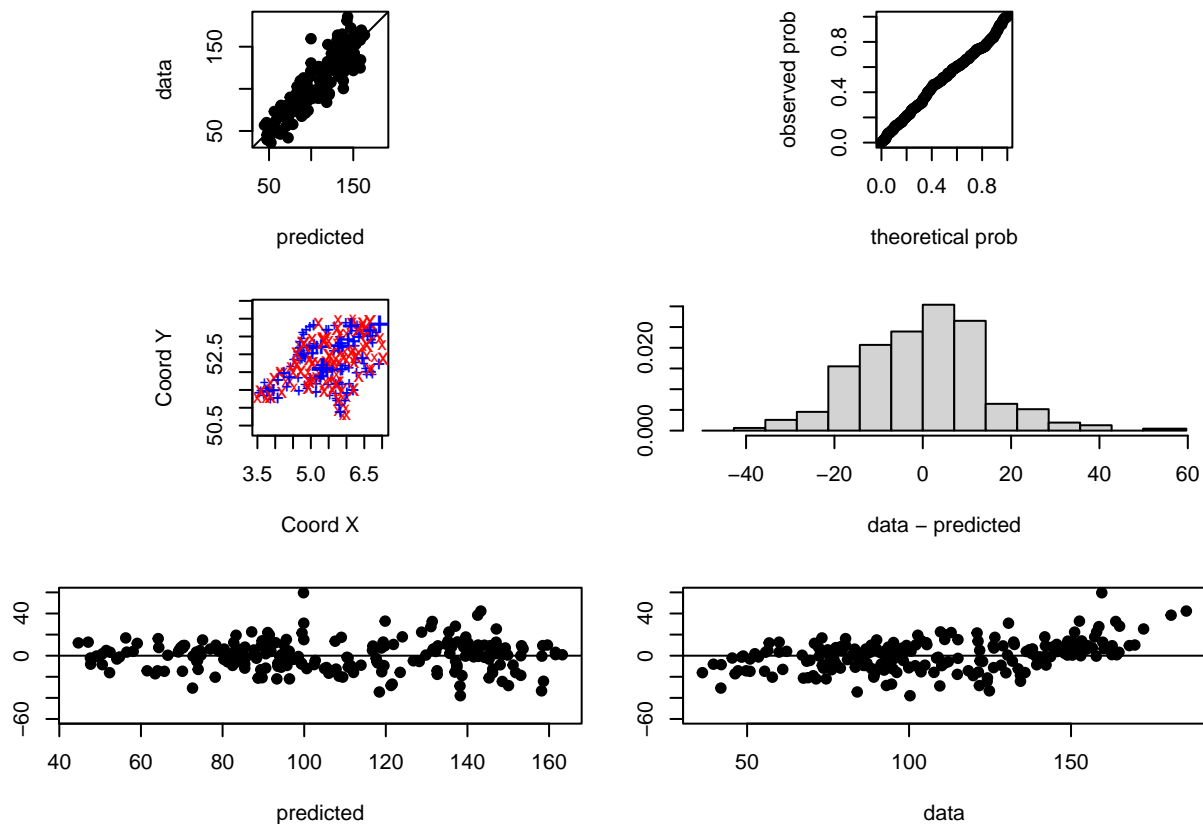 data
50 150
50 150
predicted
observed prob
0.0 0.4 0.8
0.0 0.4 0.8
theoretical prob
Coord Y
50.5 52.5
3.5 5.0 6.5
Coord X
0.000 0.020
−40 −20 0 20 40 60
data − predicted
−60 0 40
40 60 80 100 120 140 160
predicted
−60 0 40
50 100 150
data